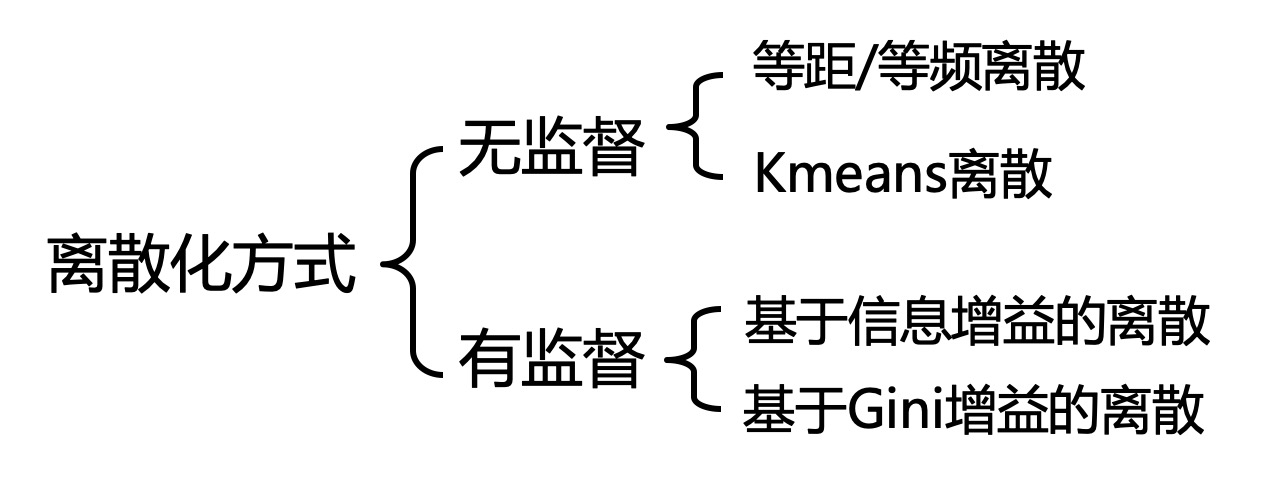 离散化方式
无监督
等距/等频离散
Kmeans离散
有监督
基于信息增益的离散
基于Gini增益的离散